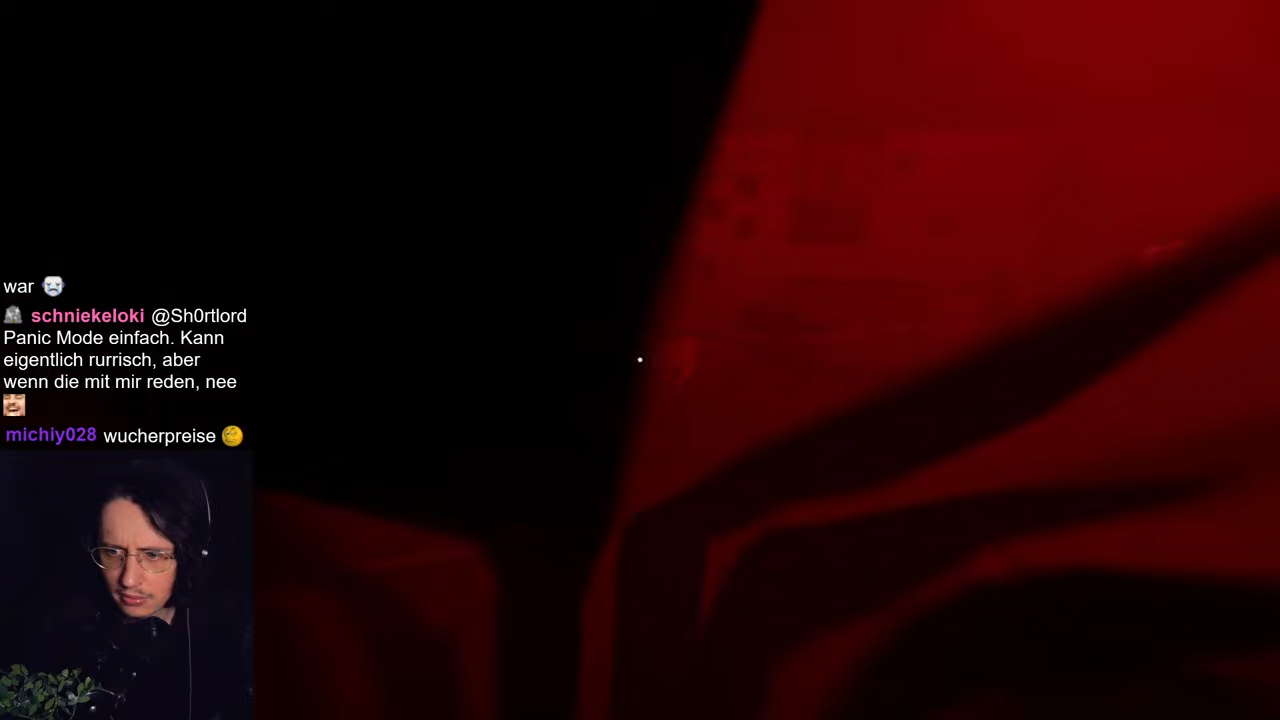 war
schniekeloki @Sh0rtlord
Panic Mode einfach. Kann
eigentlich rurrisch, aber
wenn die mit mir reden, nee
michiy028 wucherpreise